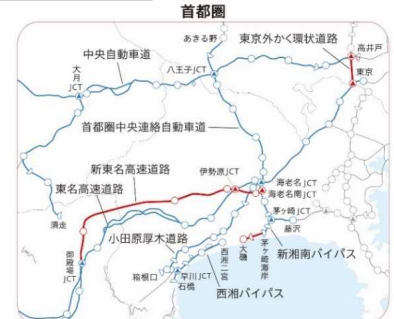 首都圏
あきる野
東京外かく環状道路
中央自動車道
高井戸
大月JCT
八王子JCT
東京
首都圏中央連絡自動車道
新東名高速道路
伊勢原JCT
東名高速道路
海老名JCT
海老名南JCT
須走
茅ヶ崎JCT
小田原厚木道路
藤沢
御殿場JCT
西湘二宮
大磯
茅ヶ崎海岸
新湘南バイパス
箱根口
早川JCT
石橋
西湘バイパス